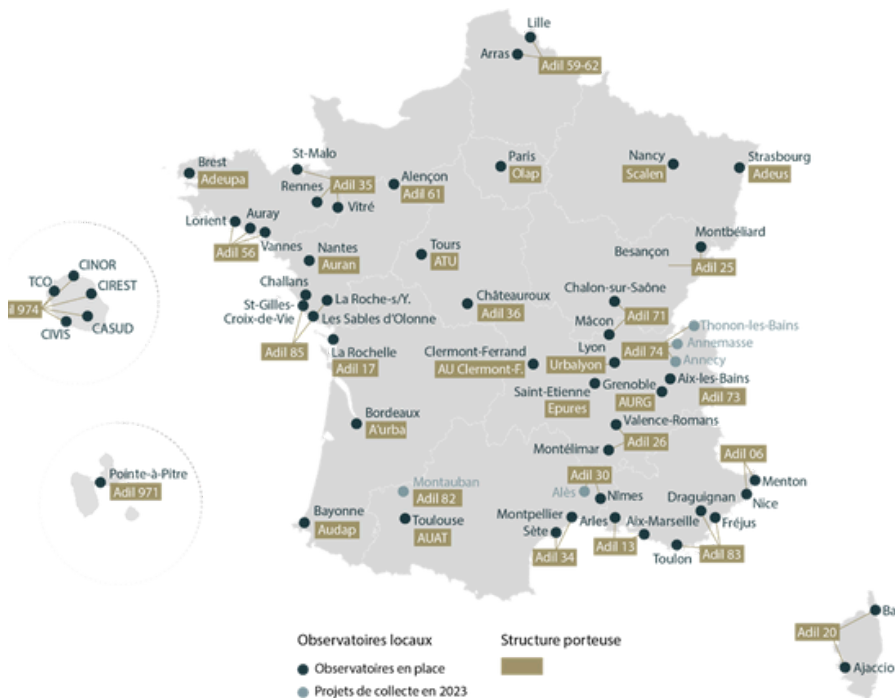 Lille
Arras
Adil 59-62
St-Malo
Brest
Adeupa
Rennes
Adil 35
Vitré
Alençon
Adil 61
Paris
Olap
Nancy
Scalen
Strasbourg
Adeus
Lorient
Auray
Vannes
Adil 56
Nantes
Auran
Tours
ATU
Besançon
Montbéliard
Adil 25
CINOR
TCO
CIREST
il 974
CIVIS
CASUD
Challans
St-Gilles-
Croix-de-Vie
La Roche-s/Y.
Les Sables d'Olonne
Adil 85
La Rochelle
Adil 17
Châteauroux
Adil 36
Chalon-sur-Saône
Adil 71
Mâcon
Lyon
Urbalyon
Adil 74
Thonon-les-Bains
Annemasse
Annecy
Clermont-Ferrand
AU Clermont-F.
Saint-Etienne
Epures
Grenoble
AURG
Aix-les-Bains
Adil 73
Bordeaux
A'urba
Valence-Romans
Adil 26
Montélimar
Adil 06
Menton
Nice
Pointe-à-Pitre
Adil 971
Montauban
Adil 82
Toulouse
AUAT
Bayonne
Audap
Adil 30
Alès
Nîmes
Montpellier
Sète
Adil 34
Arles
Adil 13
Aix-Marseille
Draguignan
Fréjus
Adil 83
Toulon
Ba
Adil 20
Ajaccio
Observatoires locaux
Observatoires en place
Projets de collecte en 2023
Structure porteuse